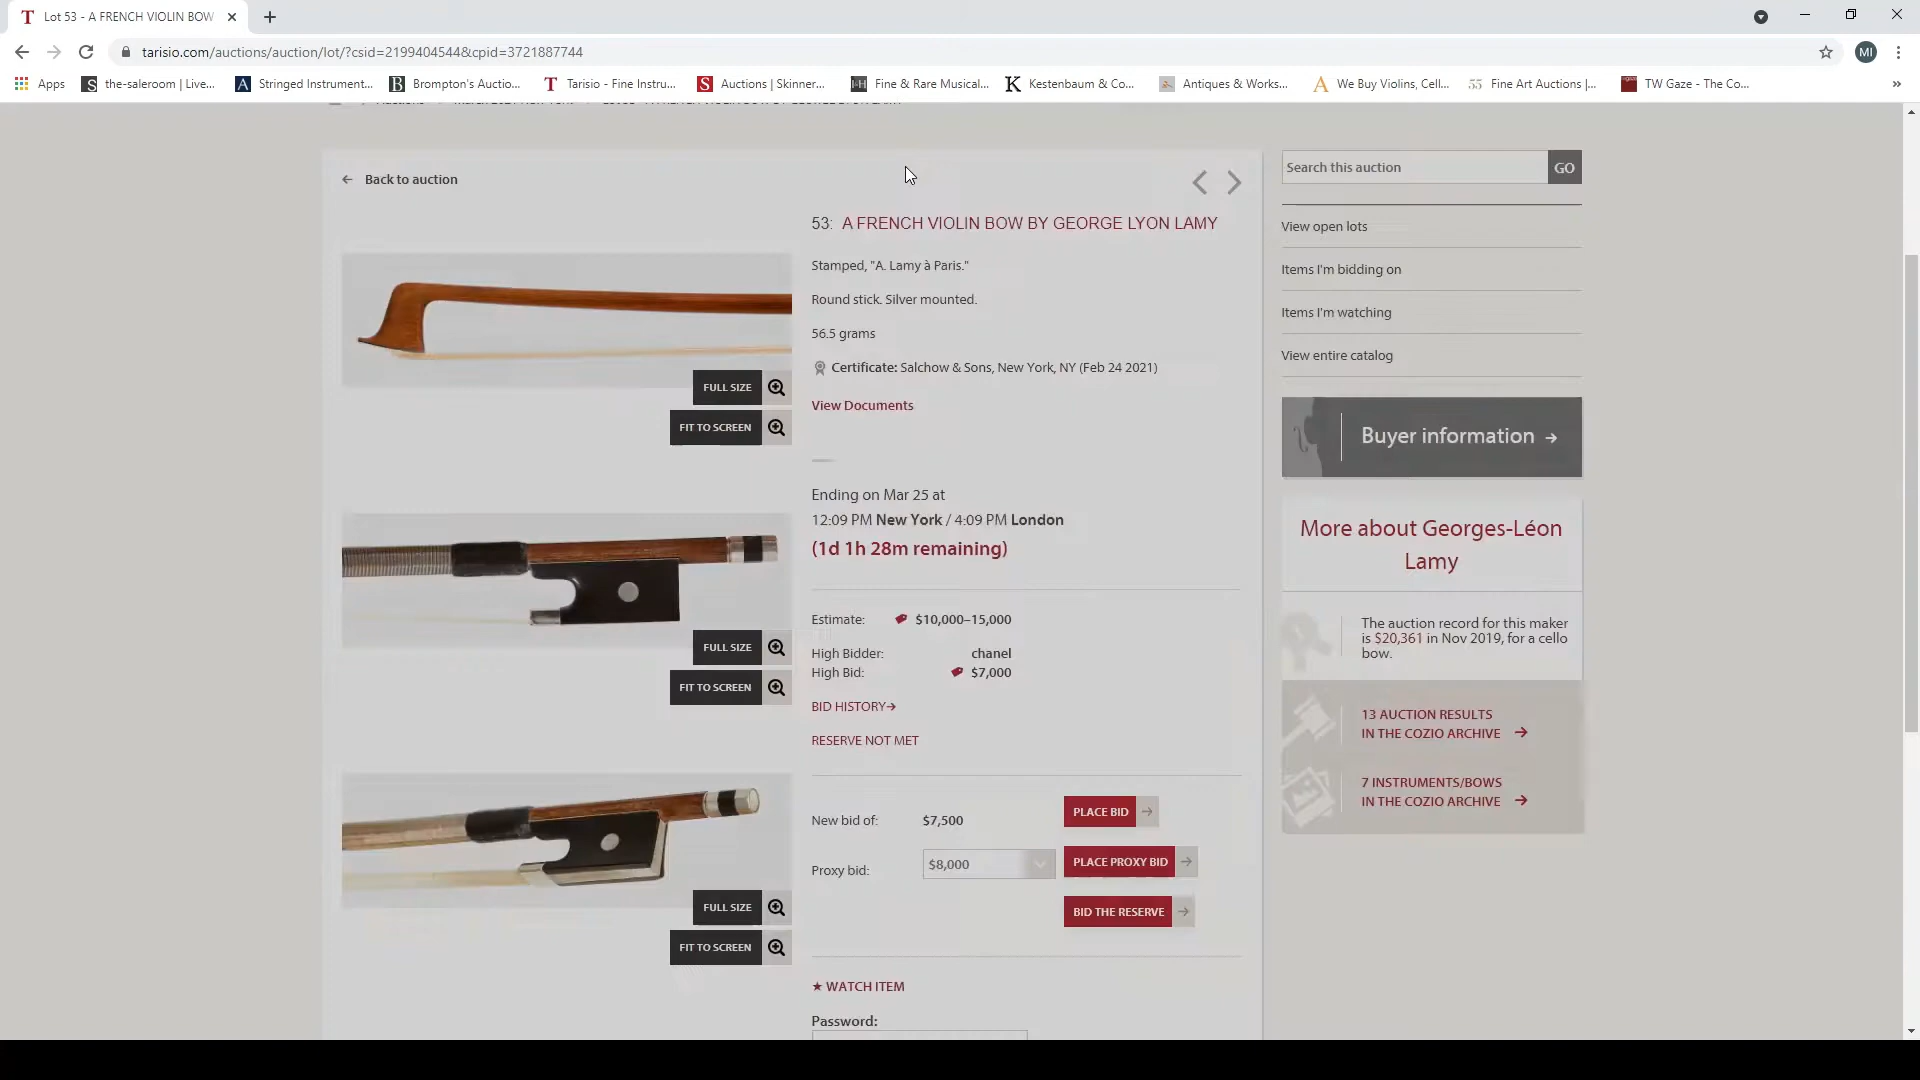 Lot 53 - A FRENCH VIOLIN BOW
tarisio.com/auctions/auction/lot/?csid=2199404544&cpid=3721887744
MI
Apps
the-saleroom | Live...
Stringed Instrument...
Brompton's Auctio...
Tarisio - Fine Instru...
Auctions | Skinner...
Fine & Rare Musical...
Kestenbaum & Co...
Antiques & Works...
We Buy Violins, Cell...
Fine Art Auctions |...
TW Gaze - The Co...
Back to auction
Search this auction
GO
53: A FRENCH VIOLIN BOW BY GEORGE LYON LAMY
Stamped, "A. Lamy à Paris."
Round stick. Silver mounted.
56.5 grams
Certificate: Salchow & Sons, New York, NY (Feb 24 2021)
View Documents
Ending on Mar 25 at
12:09 PM New York / 4:09 PM London
(1d 1h 28m remaining)
Estimate: $10,000–15,000
High Bidder: chanel
High Bid: $7,000
BID HISTORY→
RESERVE NOT MET
New bid of: $7,500
PLACE BID
Proxy bid: $8,000
PLACE PROXY BID
BID THE RESERVE
★ WATCH ITEM
Password:
FULL SIZE
FIT TO SCREEN
FULL SIZE
FIT TO SCREEN
FULL SIZE
FIT TO SCREEN
View open lots
Items I'm bidding on
Items I'm watching
View entire catalog
Buyer information →
More about Georges-Léon
Lamy
The auction record for this maker
is $20,361 in Nov 2019, for a cello
bow.
13 AUCTION RESULTS
IN THE COZIO ARCHIVE →
7 INSTRUMENTS/BOWS
IN THE COZIO ARCHIVE →